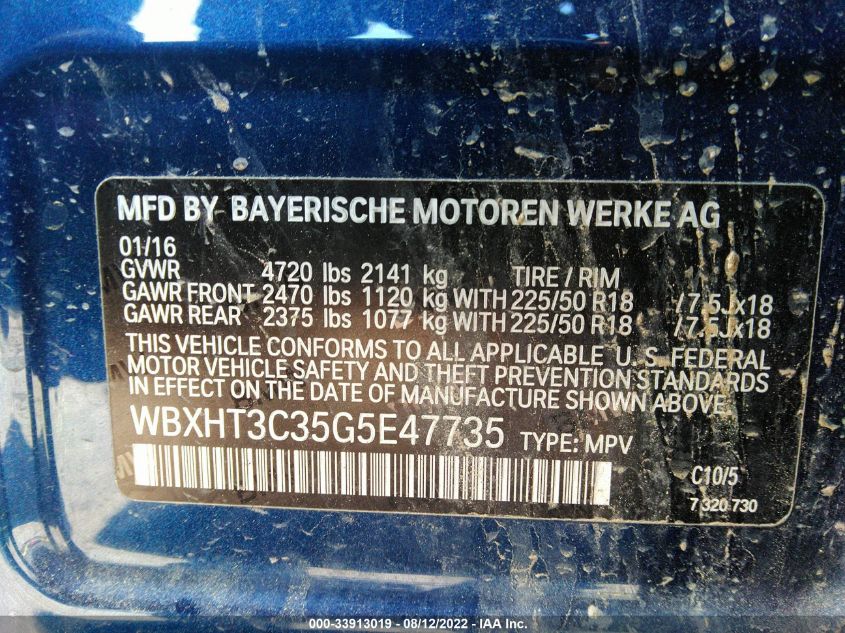 MFD BY BAYERISCHE MOTOREN WERKE AG
01/16
GVWR 4720 lbs 2141 kg TIRE / RIM
GAWR FRONT 2470 lbs 1120 kg WITH 225/50 R18 / 7.5Jx18
GAWR REAR 2375 lbs 1077 kg WITH 225/50 R18 / 7.5Jx18
THIS VEHICLE CONFORMS TO ALL APPLICABLE U. S. FEDERAL
MOTOR VEHICLE SAFETY AND THEFT PREVENTION STANDARDS
IN EFFECT ON THE DATE OF MANUFACTURE SHOWN ABOVE.
WBXHT3C35G5E47735 TYPE: MPV
C10/5
7 320 730
000-33913019 - 08/12/2022 - IAA Inc.